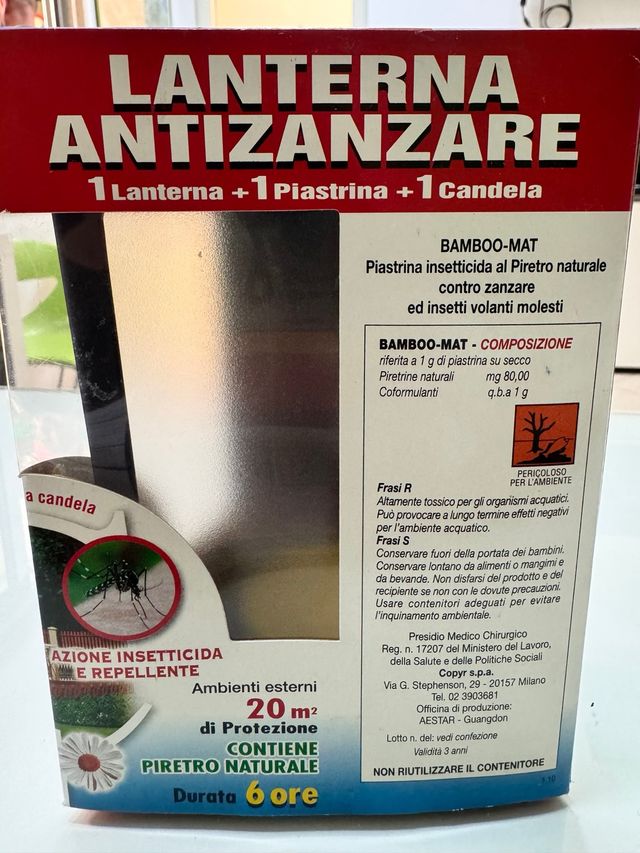 LANTERNA
ANTIZANZARE
1 Lanterna + 1 Piastrina + 1 Candela
BAMBOO-MAT
Piastrina insetticida al Piretro naturale
contro zanzare
ed insetti volanti molesti
BAMBOO-MAT - COMPOSIZIONE
riferita a 1 g di piastrina su secco
Piretrine naturali mg 80,00
Coformulanti q.b.a 1 g
PERICOLOSO
PER L'AMBIENTE
Frasi R
Altamente tossico per gli organismi acquatici.
Può provocare a lungo termine effetti negativi
per l'ambiente acquatico.
Frasi S
Conservare fuori della portata dei bambini.
Conservare lontano da alimenti o mangimi e
da bevande. Non disfarsi del prodotto e del
recipiente se non con le dovute precauzioni.
Usare contenitori adeguati per evitare
l'inquinamento ambientale.
Presidio Medico Chirurgico
Reg. n. 17207 del Ministero del Lavoro,
della Salute e delle Politiche Sociali
Copyr s.p.a.
Via G. Stephenson, 29 - 20157 Milano
Tel. 02 3903681
Officina di produzione:
AESTAR - Guangdon
Lotto n. del: vedi confezione
Validità 3 anni
NON RIUTILIZZARE IL CONTENITORE
1.10
a candela
AZIONE INSETTICIDA
E REPELLENTE
Ambienti esterni
20 m²
di Protezione
CONTIENE
PIRETRO NATURALE
Durata 6 ore